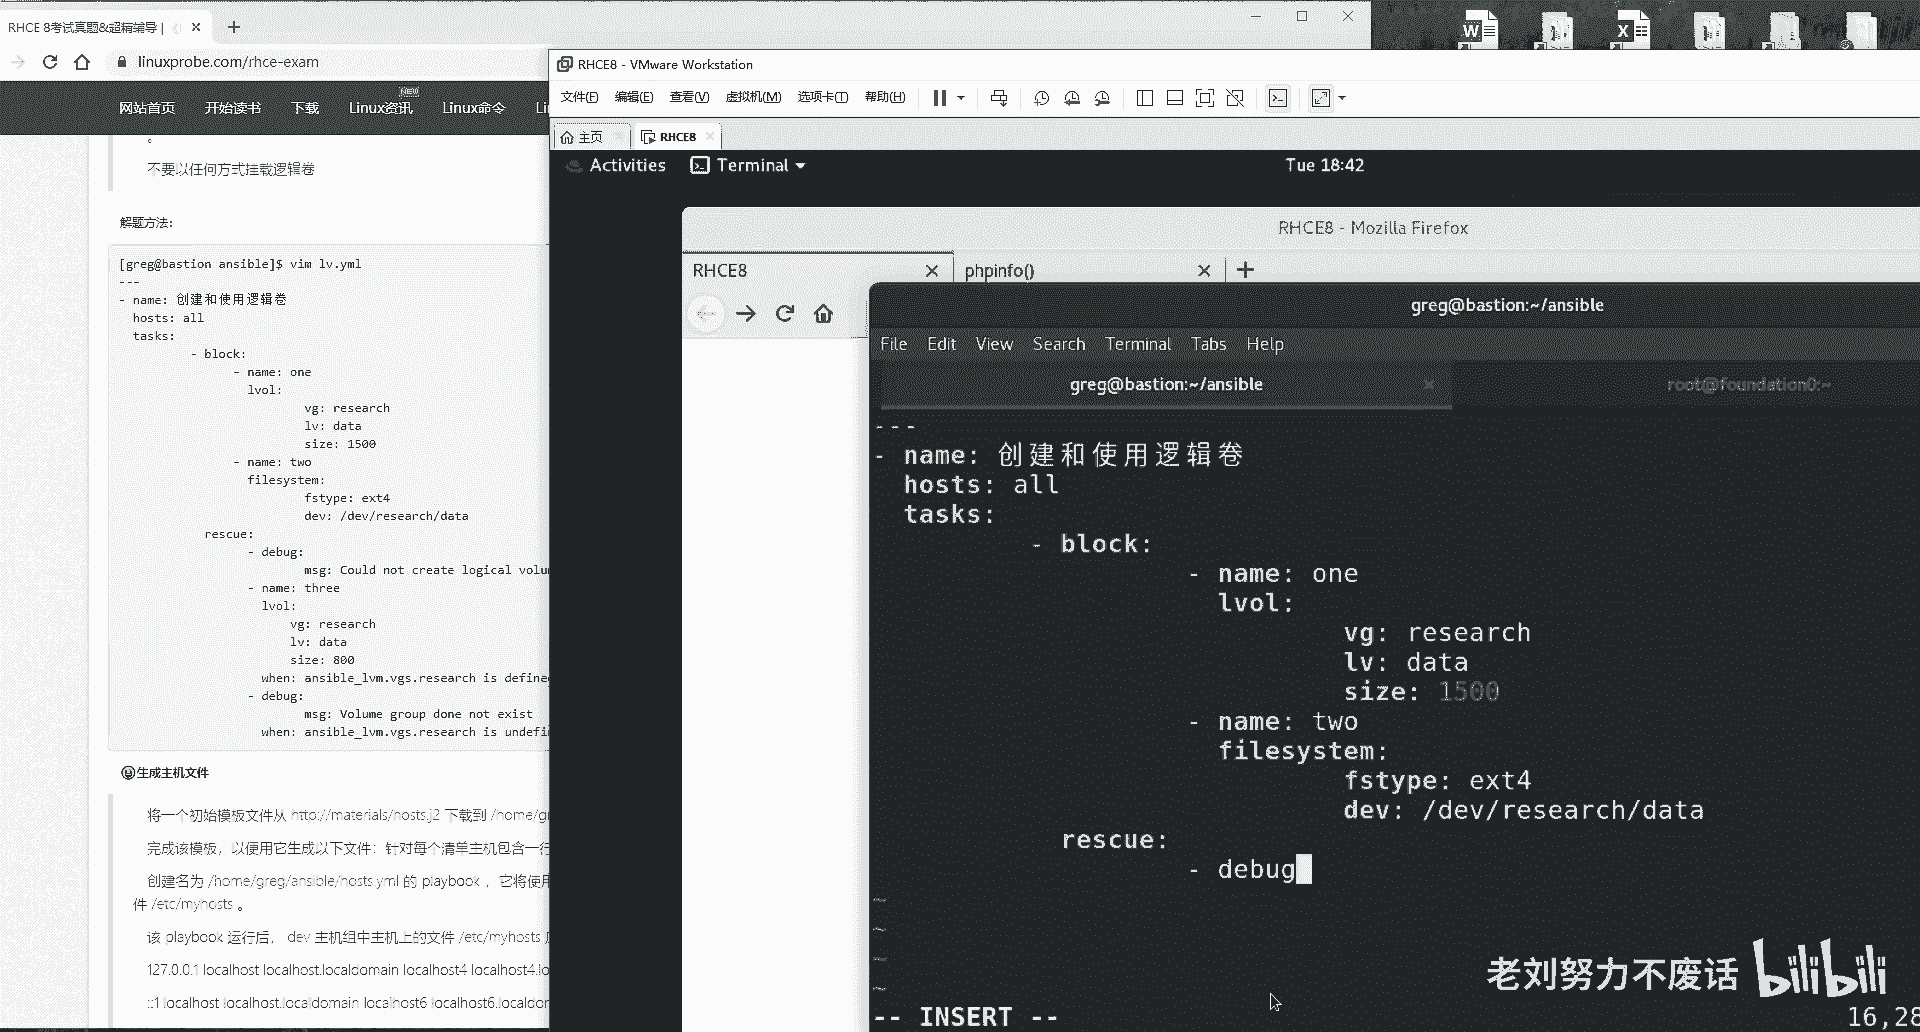 RHCE 8考试真题&超精辅导 |
linuxprobe.com/rhce-exam
网站首页 开始读书 下载 Linux资讯 NEW Linux命令 Li
。
不要以任何方式挂载逻辑卷
解题方法:
[greg@bastion ansible]$ vim lv.yml
---
- name: 创建和使用逻辑卷
hosts: all
tasks:
- block:
- name: one
lvol:
vg: research
lv: data
size: 1500
- name: two
filesystem:
fstype: ext4
dev: /dev/research/data
rescue:
- debug:
msg: Could not create logical volu
- name: three
lvol:
vg: research
lv: data
size: 800
when: ansible_lvm.vgs.research is define
- debug:
msg: Volume group done not exist
when: ansible_lvm.vgs.research is undefi
生成主机文件
将一个初始模板文件从 http://materials/hosts.j2 下载到 /home/gr
完成该模板，以便用它生成以下文件：针对每个清单主机包含一行
创建名为 /home/greg/ansible/hosts.yml 的 playbook ，它将使用
件 /etc/myhosts 。
该 playbook 运行后， dev 主机组中主机上的文件 /etc/myhosts
127.0.0.1 localhost localhost.localdomain localhost4 localhost4.lo
::1 localhost localhost.localdomain localhost6 localhost6.localdor
RHCE8 - VMware Workstation
文件(F) 编辑(E) 查看(V) 虚拟机(M) 选项卡(T) 帮助(H)
主页 RHCE8
Activities Terminal Tue 18:42
RHCE8 - Mozilla Firefox
RHCE8 phpinfo()
greg@bastion:~/ansible
File Edit View Search Terminal Tabs Help
greg@bastion:~/ansible root@foundation0:~
---
- name: 创建和使用逻辑卷
hosts: all
tasks:
- block:
- name: one
lvol:
vg: research
lv: data
size: 1500
- name: two
filesystem:
fstype: ext4
dev: /dev/research/data
rescue:
- debug
~
~
~
~
-- INSERT -- 16,28
老刘努力不废话 bilibili